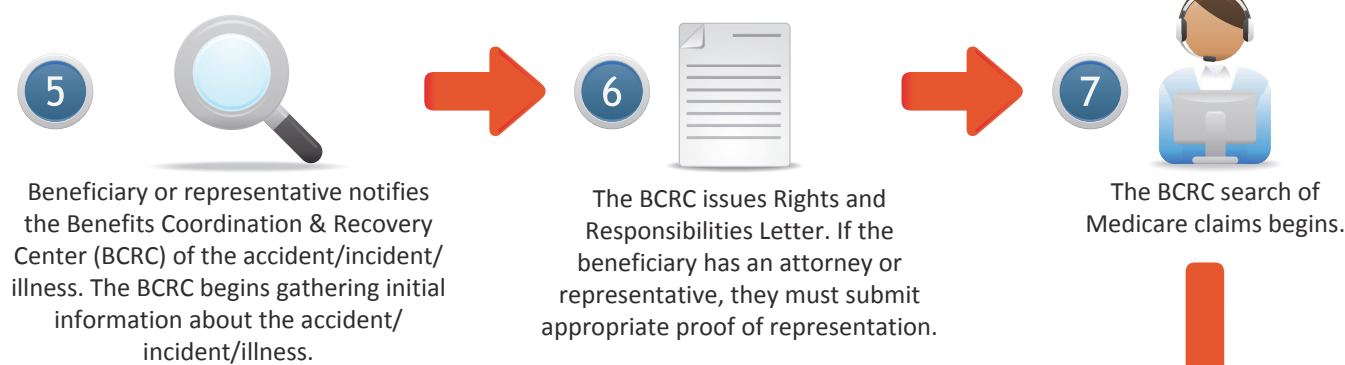 5
Beneficiary or representative notifies
the Benefits Coordination & Recovery
Center (BCRC) of the accident/incident/
illness. The BCRC begins gathering initial
information about the accident/
incident/illness.
6
The BCRC issues Rights and
Responsibilities Letter. If the
beneficiary has an attorney or
representative, they must submit
appropriate proof of representation.
7
The BCRC search of
Medicare claims begins.